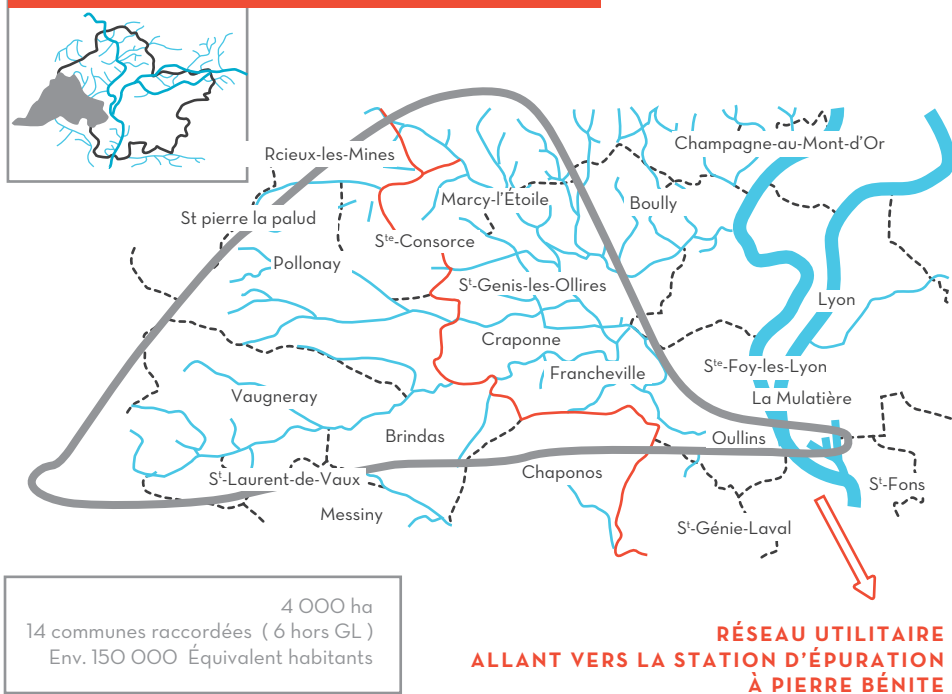 Champagne-au-Mont-d'Or
Rcieux-les-Mines
Marcy-l'Étoile
Boully
St pierre la palud
Ste-Consorce
Pollonay
St-Genis-les-Ollires
Lyon
Craponne
Ste-Foy-les-Lyon
Francheville
Vaugneray
La Mulatière
Brindas
Oullins
Chaponos
St-Laurent-de-Vaux
St-Fons
Messiny
St-Génie-Laval
4 000 ha
14 communes raccordées ( 6 hors GL )
Env. 150 000 Équivalent habitants
RÉSEAU UTILITAIRE
ALLANT VERS LA STATION D'ÉPURATION
À PIERRE BÉNITE